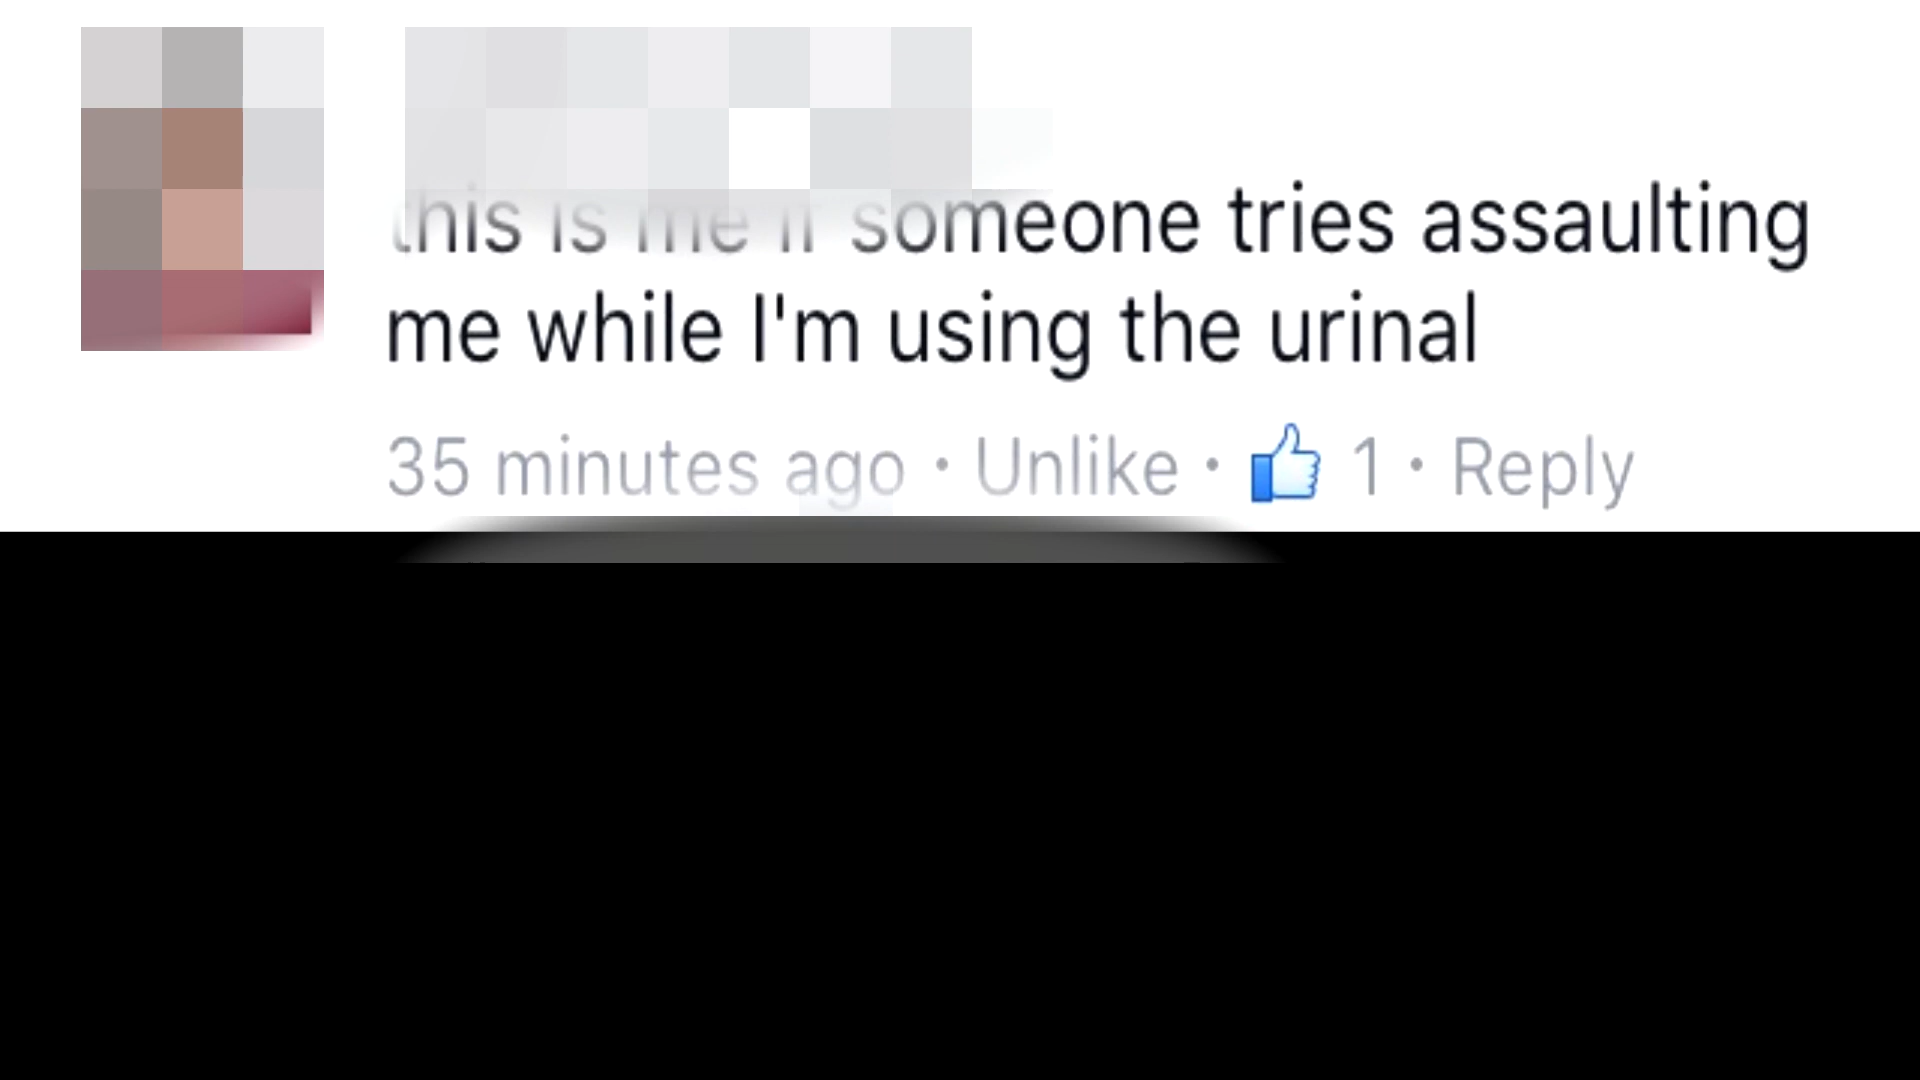 this is me if someone tries assaulting
me while I'm using the urinal
35 minutes ago · Unlike · 1 · Reply